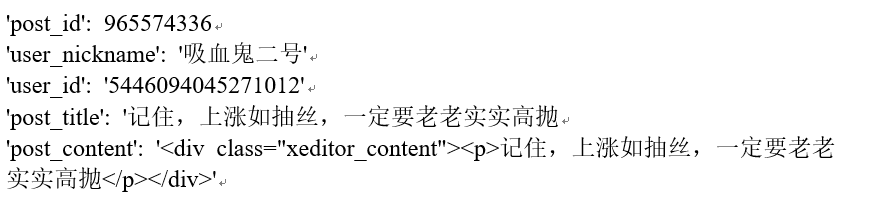 'post_id': 965574336
'user_nickname': '吸血鬼二号'
'user_id': '5446094045271012'
'post_title': '记住，上涨如抽丝，一定要老老实实高抛
'post_content': '<div class="xeditor_content"><p>记住，上涨如抽丝，一定要老老
实实高抛</p></div>'